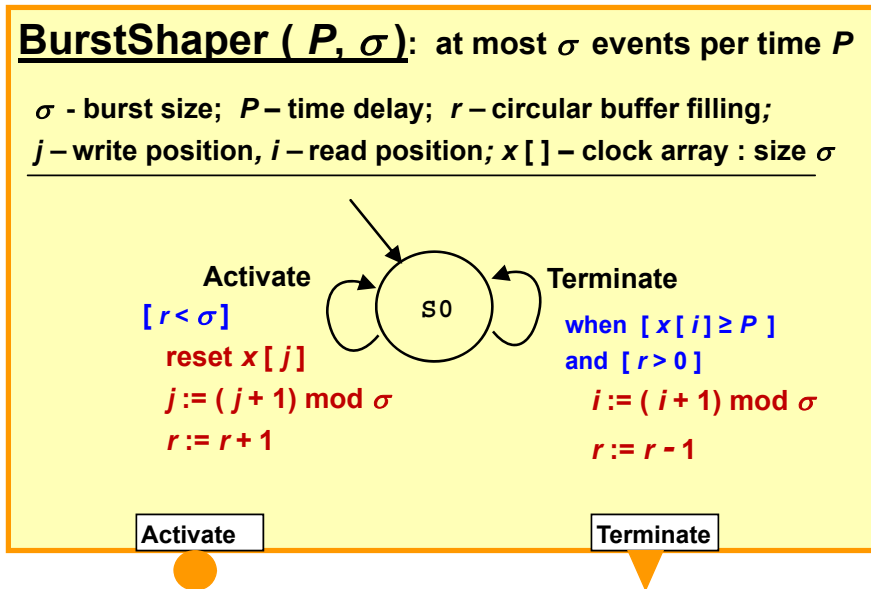 BurstShaper ( P, σ ): at most σ events per time P
σ - burst size; P – time delay; r – circular buffer filling;
j – write position, i – read position; x [ ] – clock array : size σ
Activate
[ r < σ ]
reset x [ j ]
j := ( j + 1) mod σ
r := r + 1
S0
Terminate
when [ x [ i ] ≥ P ]
and [ r > 0 ]
i := ( i + 1) mod σ
r := r - 1
Activate
Terminate